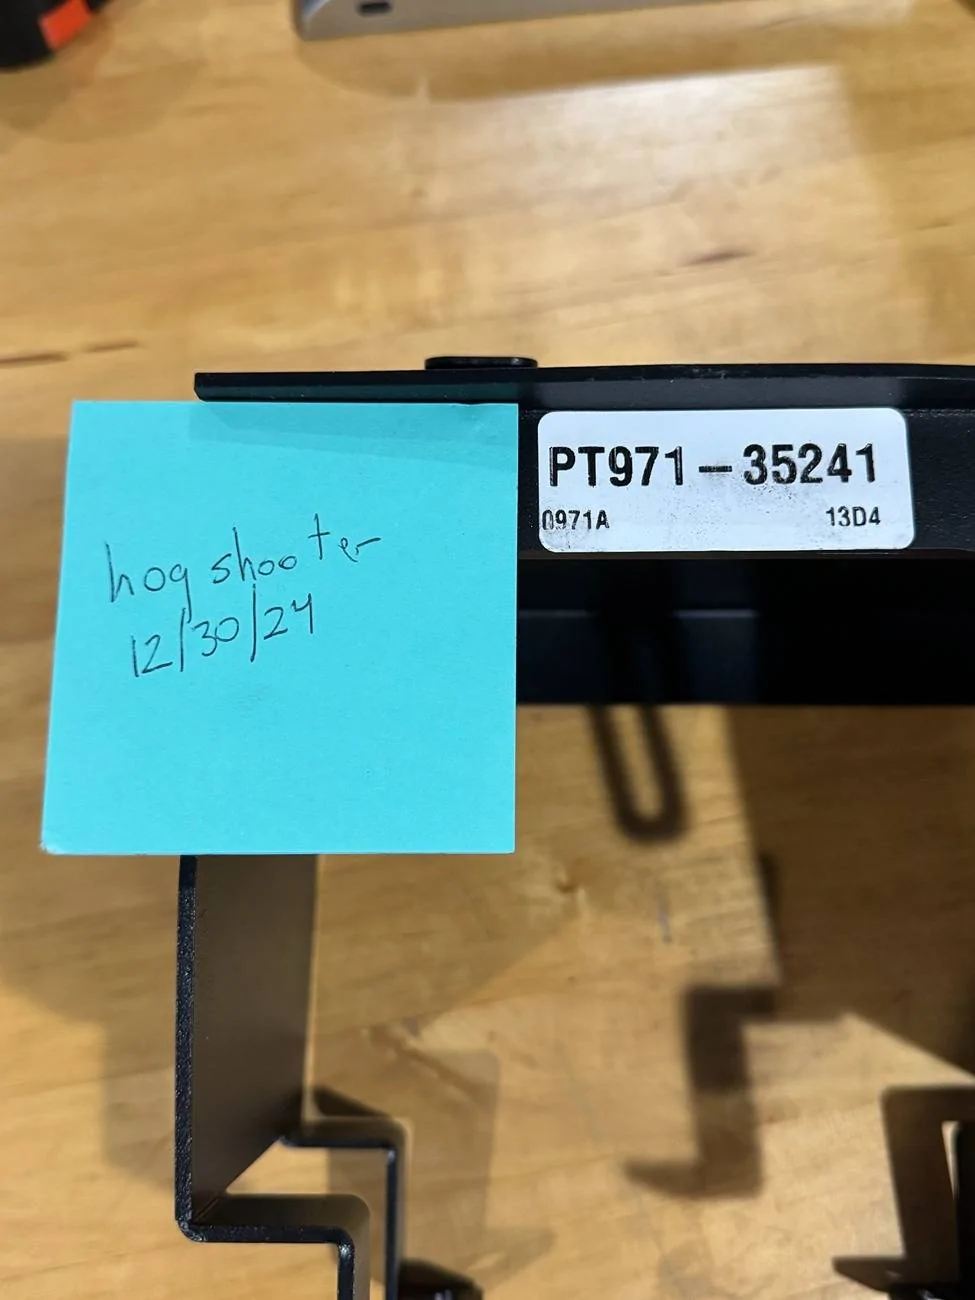 hog shooter
12/30/24
PT971-35241
0971A 13D4